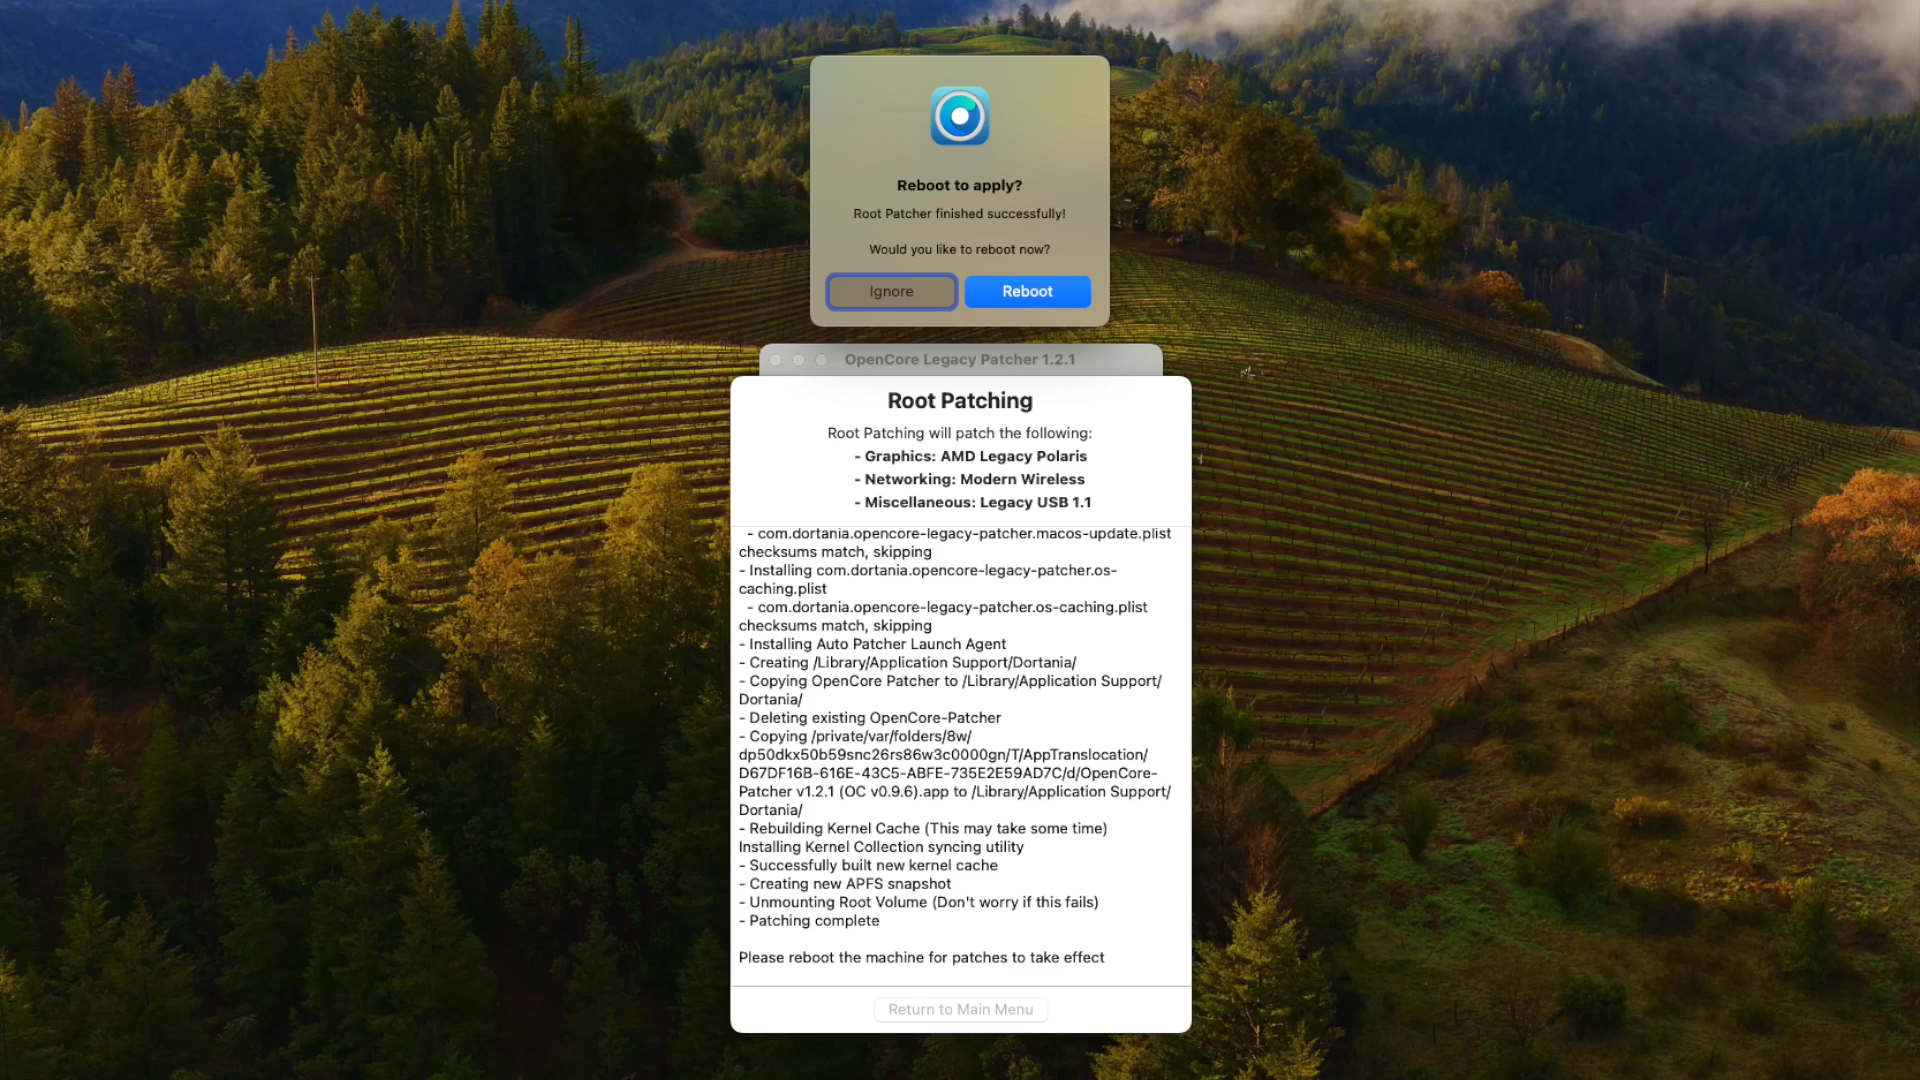 Reboot to apply?
Root Patcher finished successfully!
Would you like to reboot now?
Ignore
Reboot
OpenCore Legacy Patcher 1.2.1
Root Patching
Root Patching will patch the following:
- Graphics: AMD Legacy Polaris
- Networking: Modern Wireless
- Miscellaneous: Legacy USB 1.1
- com.dortania.opencore-legacy-patcher.macos-update.plist
checksums match, skipping
- Installing com.dortania.opencore-legacy-patcher.os-
caching.plist
- com.dortania.opencore-legacy-patcher.os-caching.plist
checksums match, skipping
- Installing Auto Patcher Launch Agent
- Creating /Library/Application Support/Dortania/
- Copying OpenCore Patcher to /Library/Application Support/
Dortania/
- Deleting existing OpenCore-Patcher
- Copying /private/var/folders/8w/
dp50dkx50b59snc26rs86w3c0000gn/T/AppTranslocation/
D67DF16B-616E-43C5-ABFE-735E2E59AD7C/d/OpenCore-
Patcher v1.2.1 (OC v0.9.6).app to /Library/Application Support/
Dortania/
- Rebuilding Kernel Cache (This may take some time)
Installing Kernel Collection syncing utility
- Successfully built new kernel cache
- Creating new APFS snapshot
- Unmounting Root Volume (Don't worry if this fails)
- Patching complete
Please reboot the machine for patches to take effect
Return to Main Menu